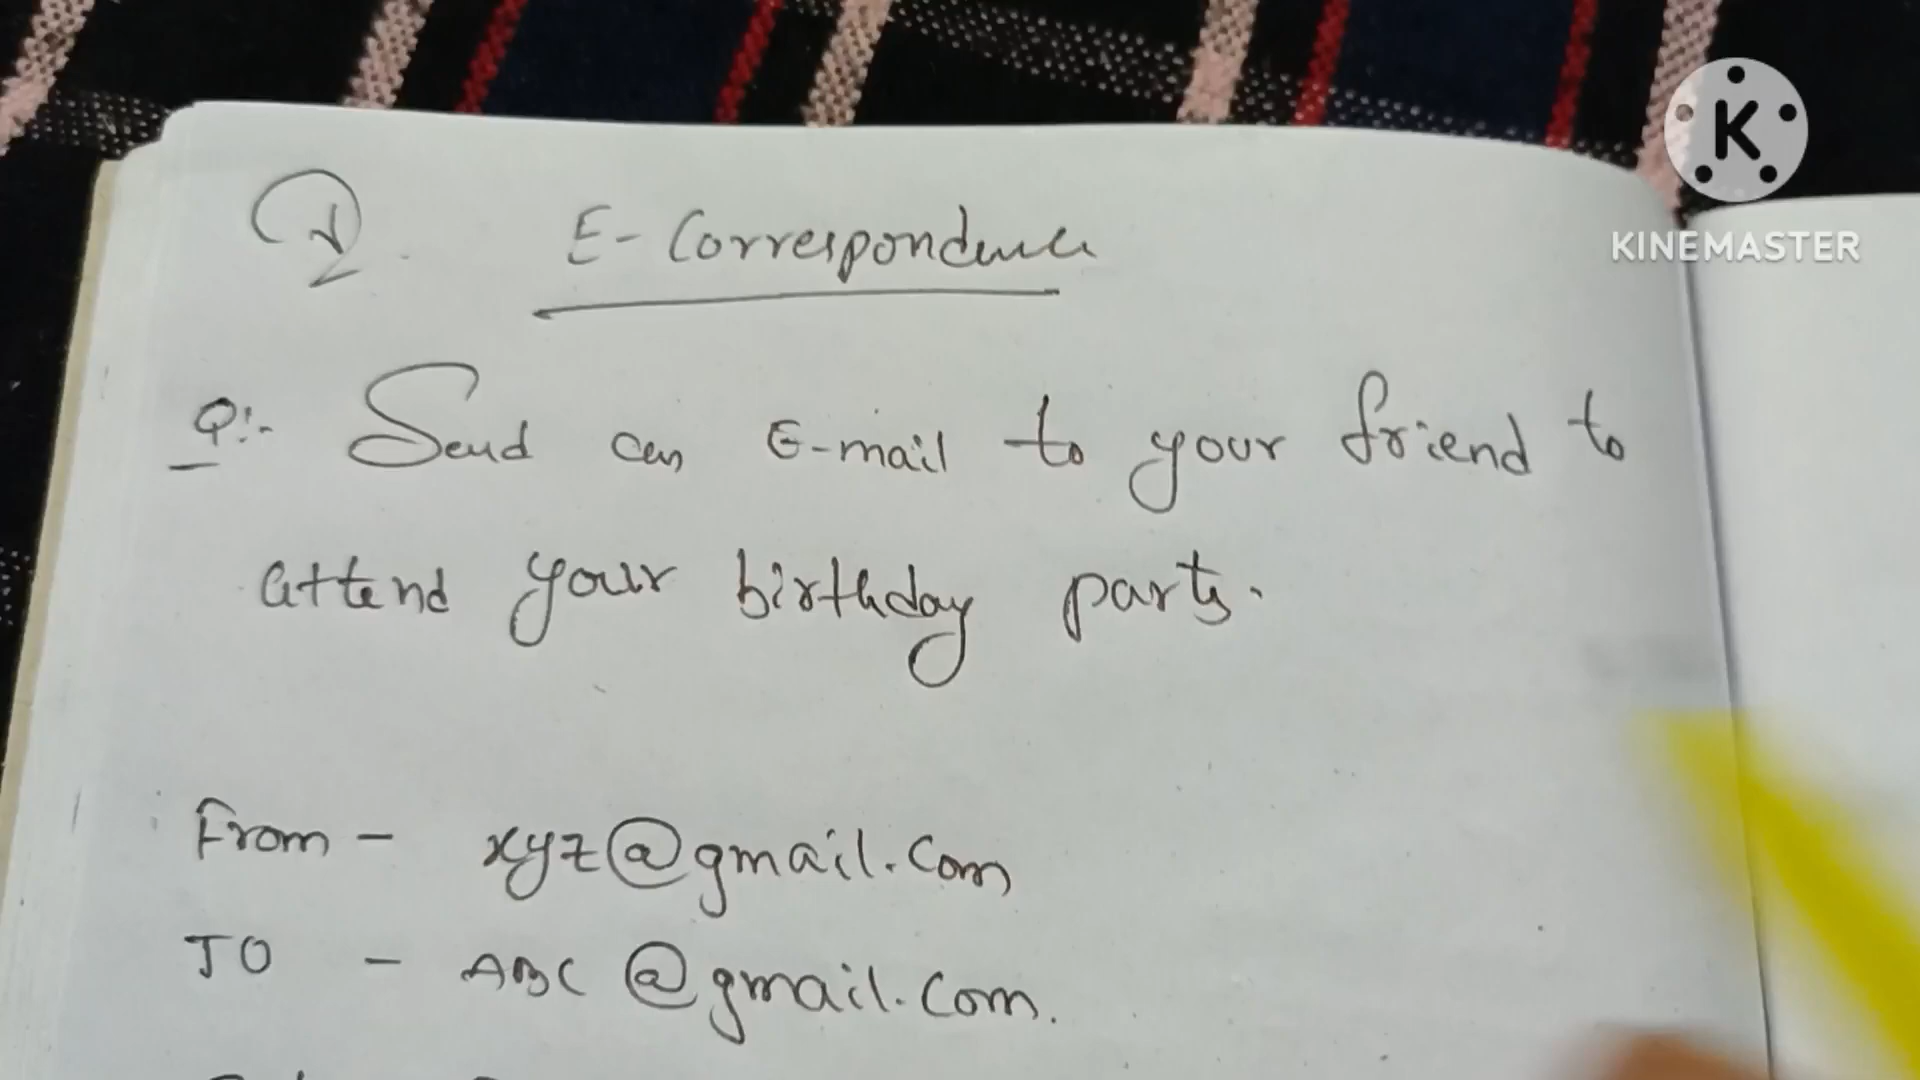 E-Correspondence
Q:- Send an E-mail to your friend to
attend your birthday party.
From - xyz@gmail.com
TO - ABC @gmail.com.
K
KINEMASTER